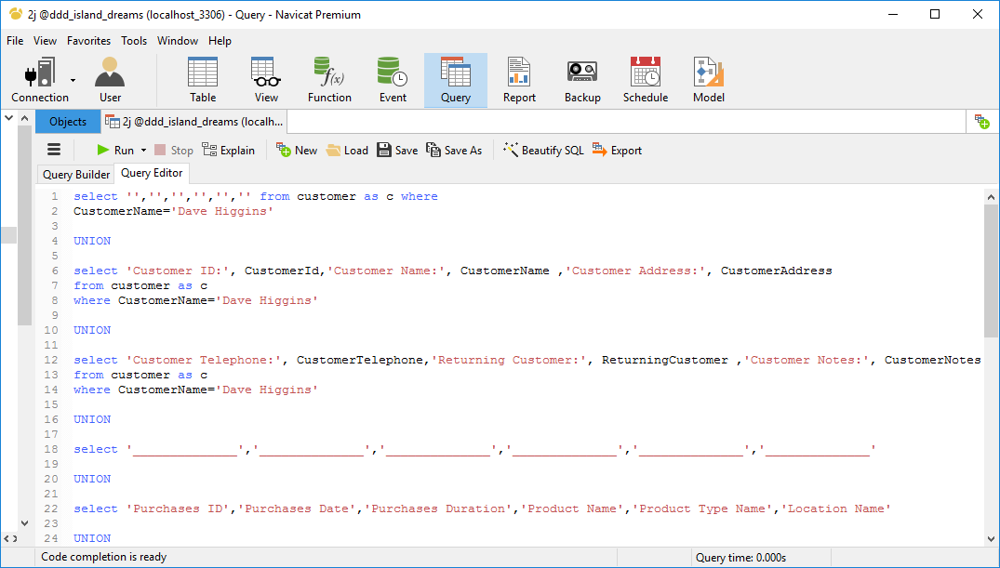 2j @ddd_island_dreams (localhost_3306) - Query - Navicat Premium
File View Favorites Tools Window Help
Connection User Table View Function Event Query Report Backup Schedule Model
Objects 2j @ddd_island_dreams (localh...
Run Stop Explain New Load Save Save As Beautify SQL Export
Query Builder Query Editor
1 select '','','','','','' from customer as c where
2 CustomerName='Dave Higgins'
3
4 UNION
5
6 select 'Customer ID:', CustomerId,'Customer Name:', CustomerName ,'Customer Address:', CustomerAddress
7 from customer as c
8 where CustomerName='Dave Higgins'
9
10 UNION
11
12 select 'Customer Telephone:', CustomerTelephone,'Returning Customer:', ReturningCustomer ,'Customer Notes:', CustomerNotes
13 from customer as c
14 where CustomerName='Dave Higgins'
15
16 UNION
17
18 select '______________','______________','______________','______________','______________','______________'
19
20 UNION
21
22 select 'Purchases ID','Purchases Date','Purchases Duration','Product Name','Product Type Name','Location Name'
23
24 UNION
Code completion is ready Query time: 0.000s